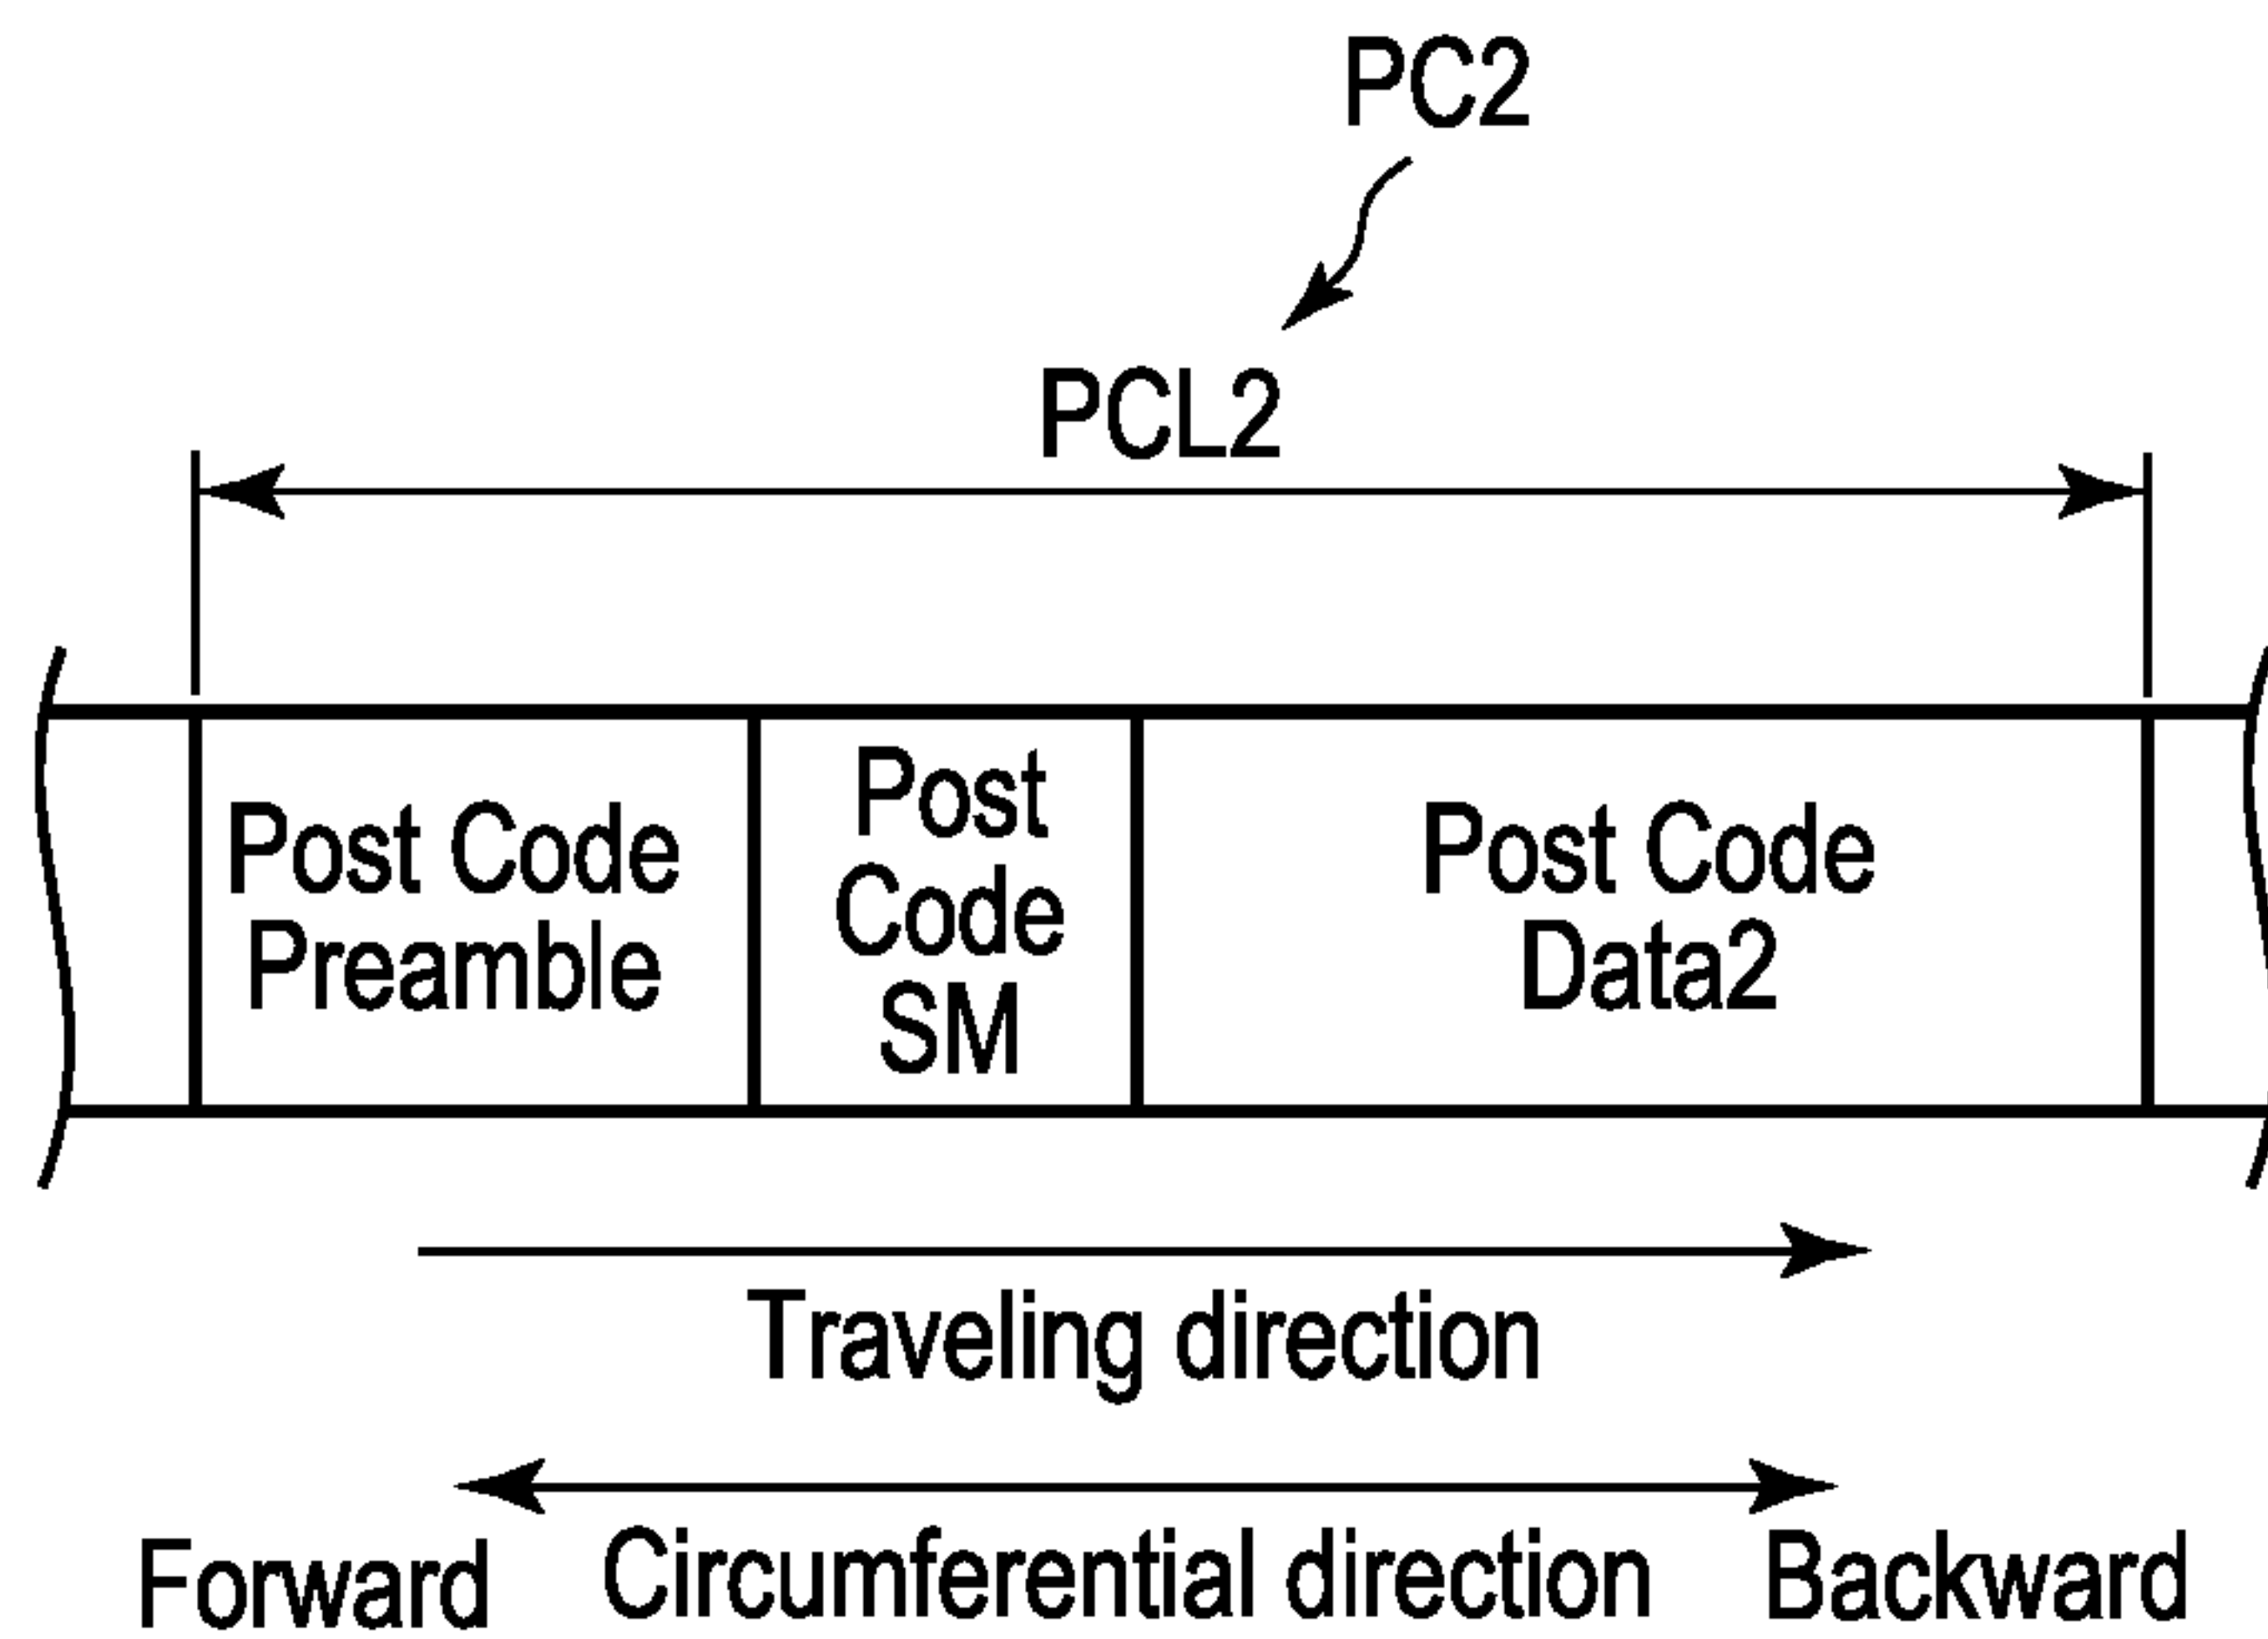 PC2
PCL2
Post Code
Preamble
Post
Code
SM
Post Code
Data2
Traveling direction
Forward
Circumferential direction
Backward